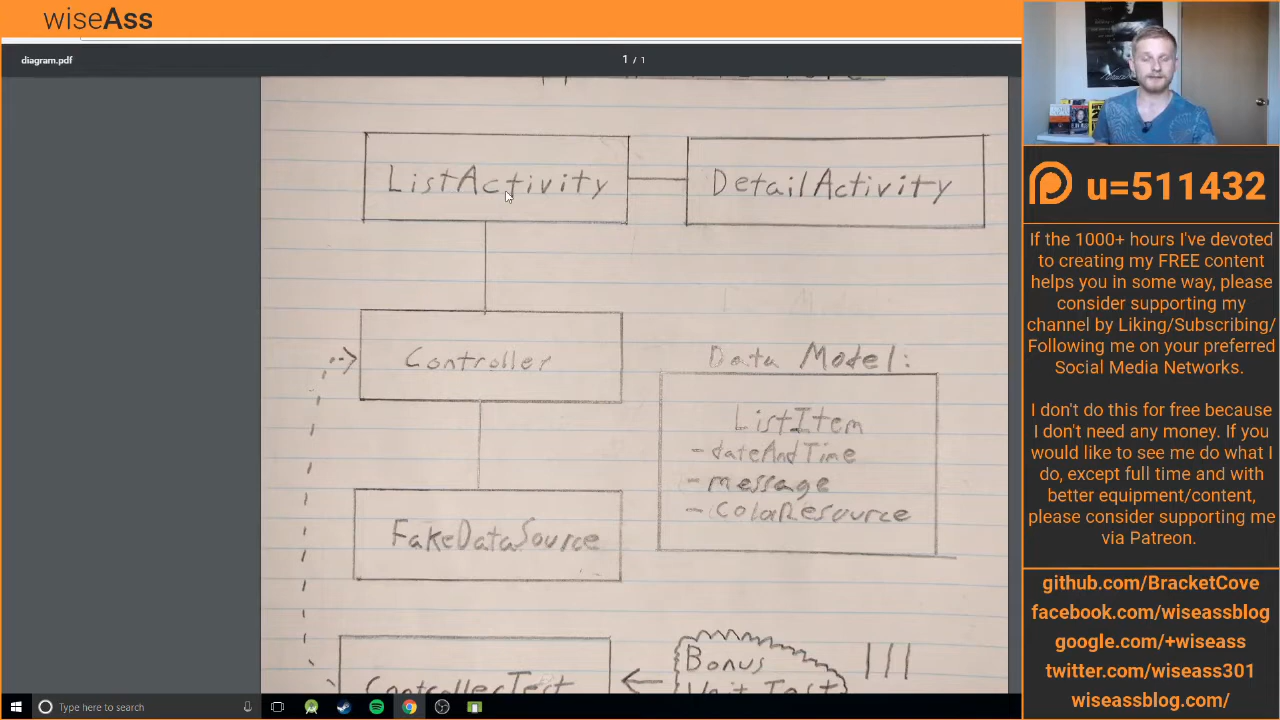 wiseAss
diagram.pdf
1 / 1
ListActivity
DetailActivity
Controller
Data Model:
ListItem
- dateAndTime
- message
- colorResource
FakeDataSource
ControllerTest
Bonus
Unit Test
u=511432
If the 1000+ hours I've devoted
to creating my FREE content
helps you in some way, please
consider supporting my
channel by Liking/Subscribing/
Following me on your preferred
Social Media Networks.
I don't do this for free because
I don't need any money. If you
would like to see me do what I
do, except full time and with
better equipment/content,
please consider supporting me
via Patreon.
github.com/BracketCove
facebook.com/wiseassblog
google.com/+wiseass
twitter.com/wiseass301
wiseassblog.com/
Type here to search